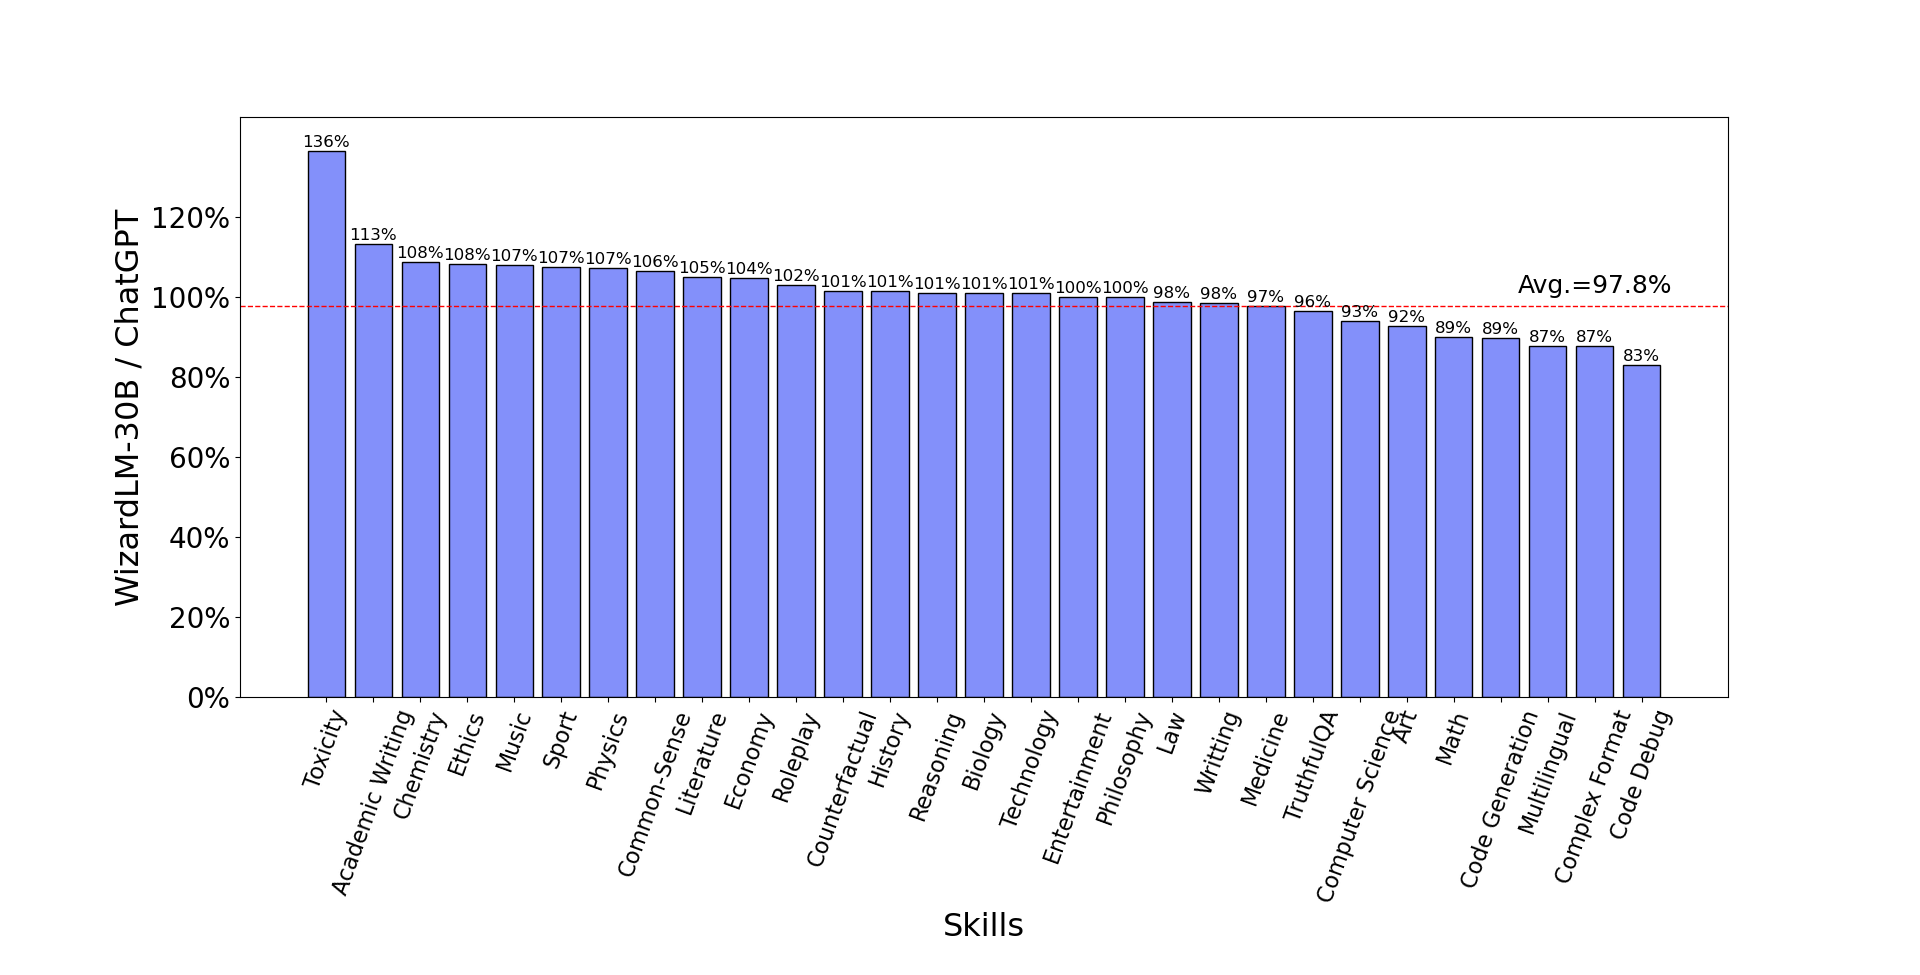 136%
113%
108%
108%
107%
107%
107%
106%
105%
104%
102%
101%
101%
101%
101%
101%
100%
100%
98%
98%
97%
96%
93%
92%
89%
89%
87%
87%
83%
Avg.=97.8%
120%
100%
80%
60%
40%
20%
0%
WizardLM-30B / ChatGPT
Toxicity
Academic Writing
Chemistry
Ethics
Music
Sport
Physics
Common-Sense
Literature
Economy
Roleplay
Counterfactual
History
Reasoning
Biology
Technology
Entertainment
Philosophy
Law
Writting
Medicine
TruthfulQA
Computer Science
Art
Math
Code Generation
Multilingual
Complex Format
Code Debug
Skills